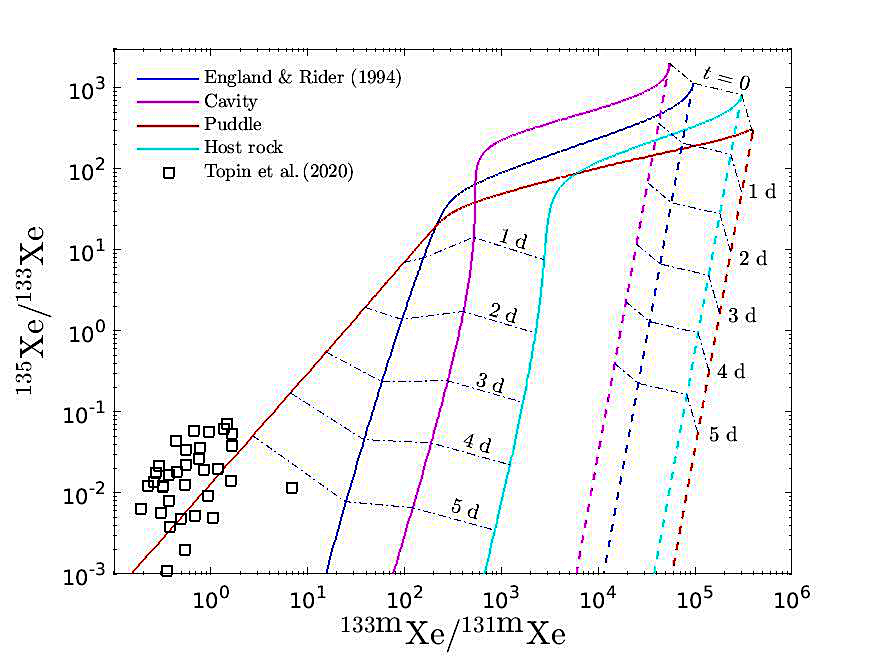 England & Rider (1994)
Cavity
Puddle
Host rock
Topin et al. (2020)
t = 0
1 d
2 d
3 d
4 d
5 d
1 d
2 d
3 d
4 d
5 d
10³
10²
10¹
10⁰
10⁻¹
10⁻²
10⁻³
10⁰
10¹
10²
10³
10⁴
10⁵
10⁶
¹³⁵Xe/¹³³Xe
¹³³ᵐXe/¹³¹ᵐXe